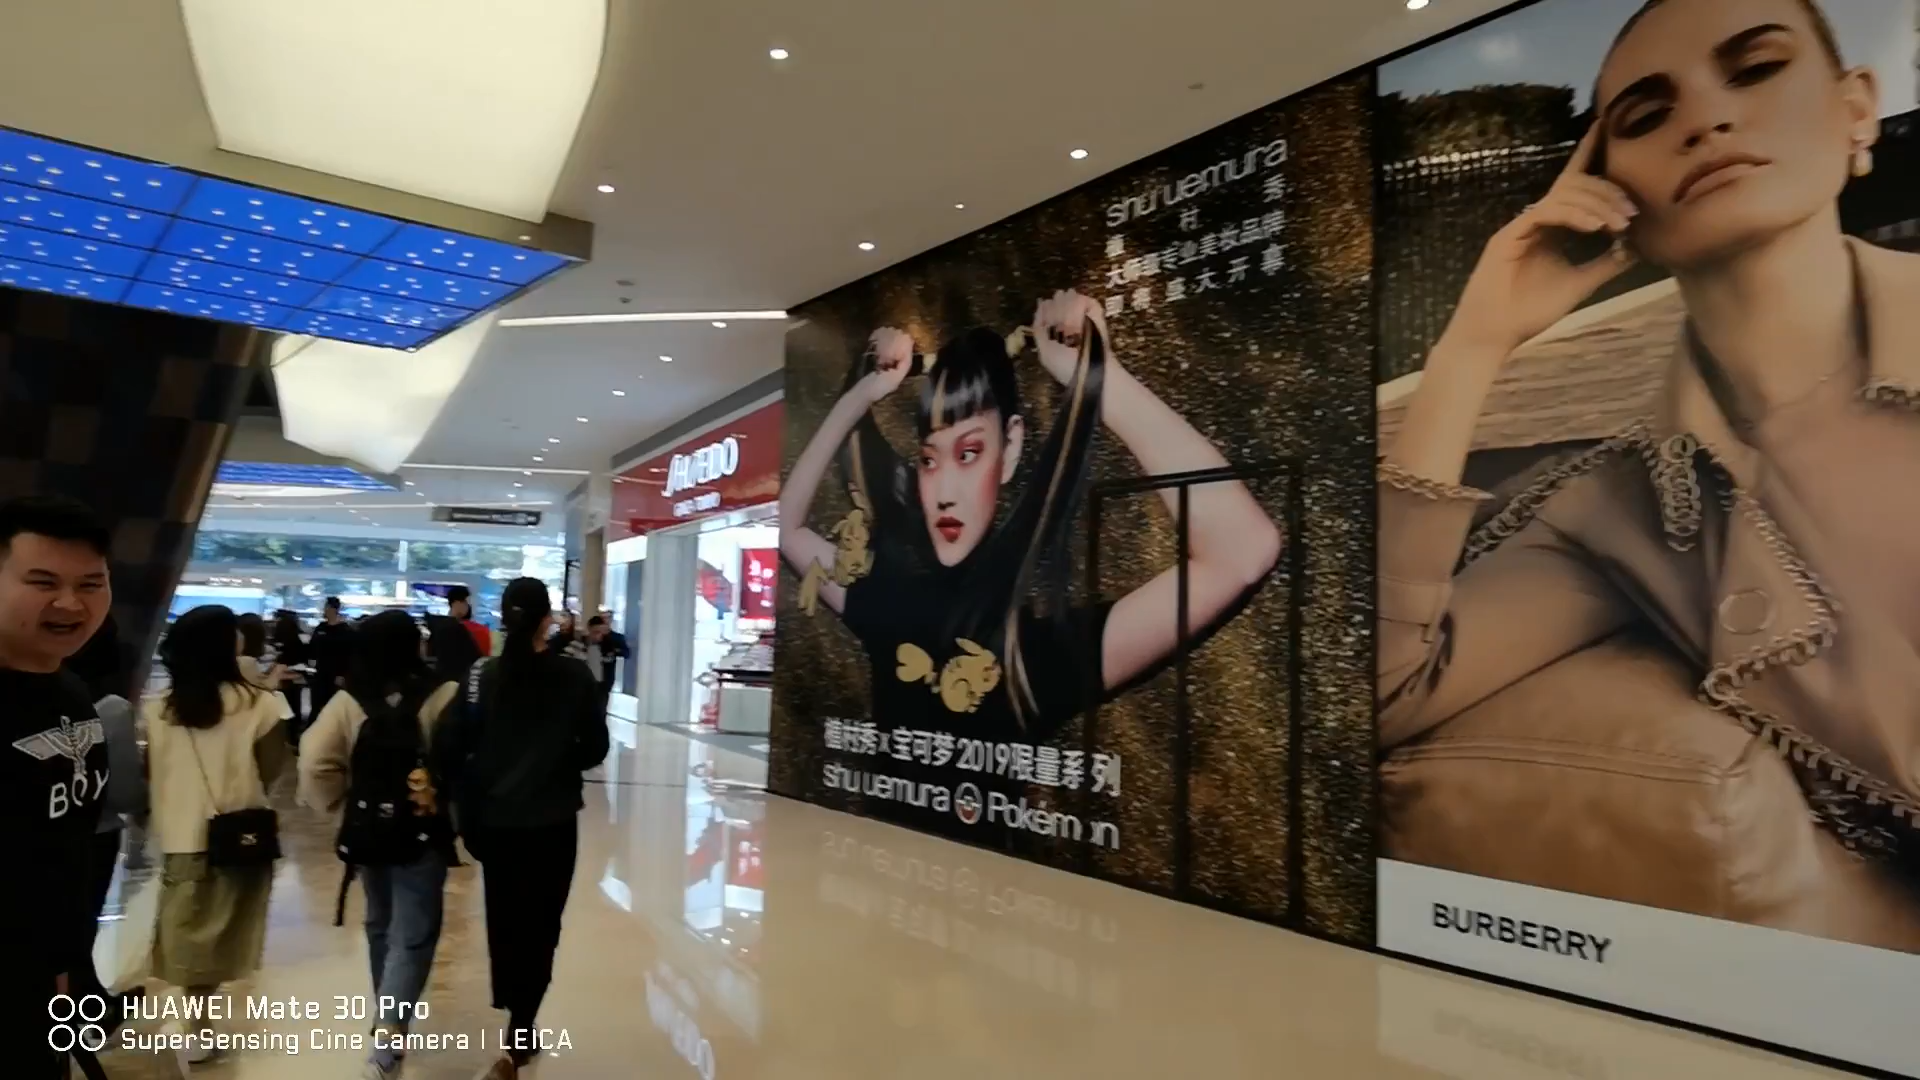 shu uemura
植村秀
大师级专业美妆品牌
即将盛大开幕
SHISEIDO
GINZA TOKYO
植村秀x宝可梦2019限量系列
shu uemura Pokémon
BURBERRY
BOY
HUAWEI Mate 30 Pro
SuperSensing Cine Camera | LEICA